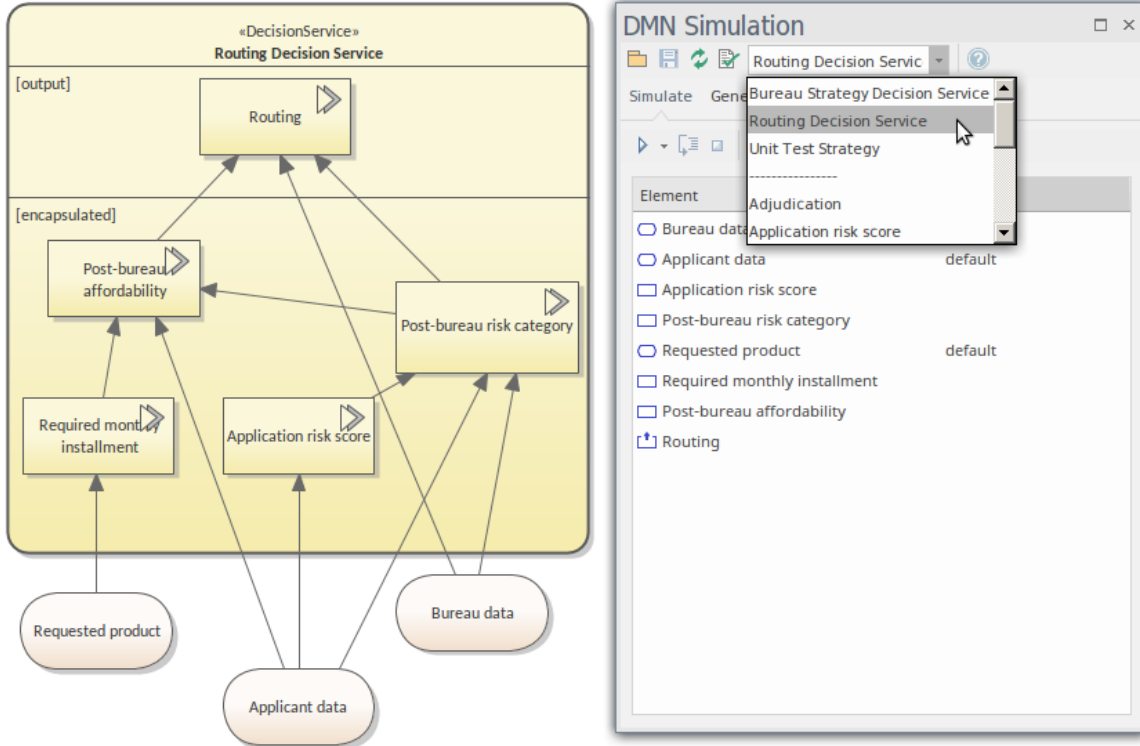 «DecisionService»
Routing Decision Service
[output]
Routing
[encapsulated]
Post-bureau
affordability
Post-bureau risk category
Required monthly
installment
Application risk score
Requested product
Applicant data
Bureau data
DMN Simulation
Routing Decision Servic
Simulate Gene
Bureau Strategy Decision Service
Routing Decision Service
Unit Test Strategy
----------------
Adjudication
Application risk score
Element
Bureau data
Applicant data default
Application risk score
Post-bureau risk category
Requested product default
Required monthly installment
Post-bureau affordability
Routing